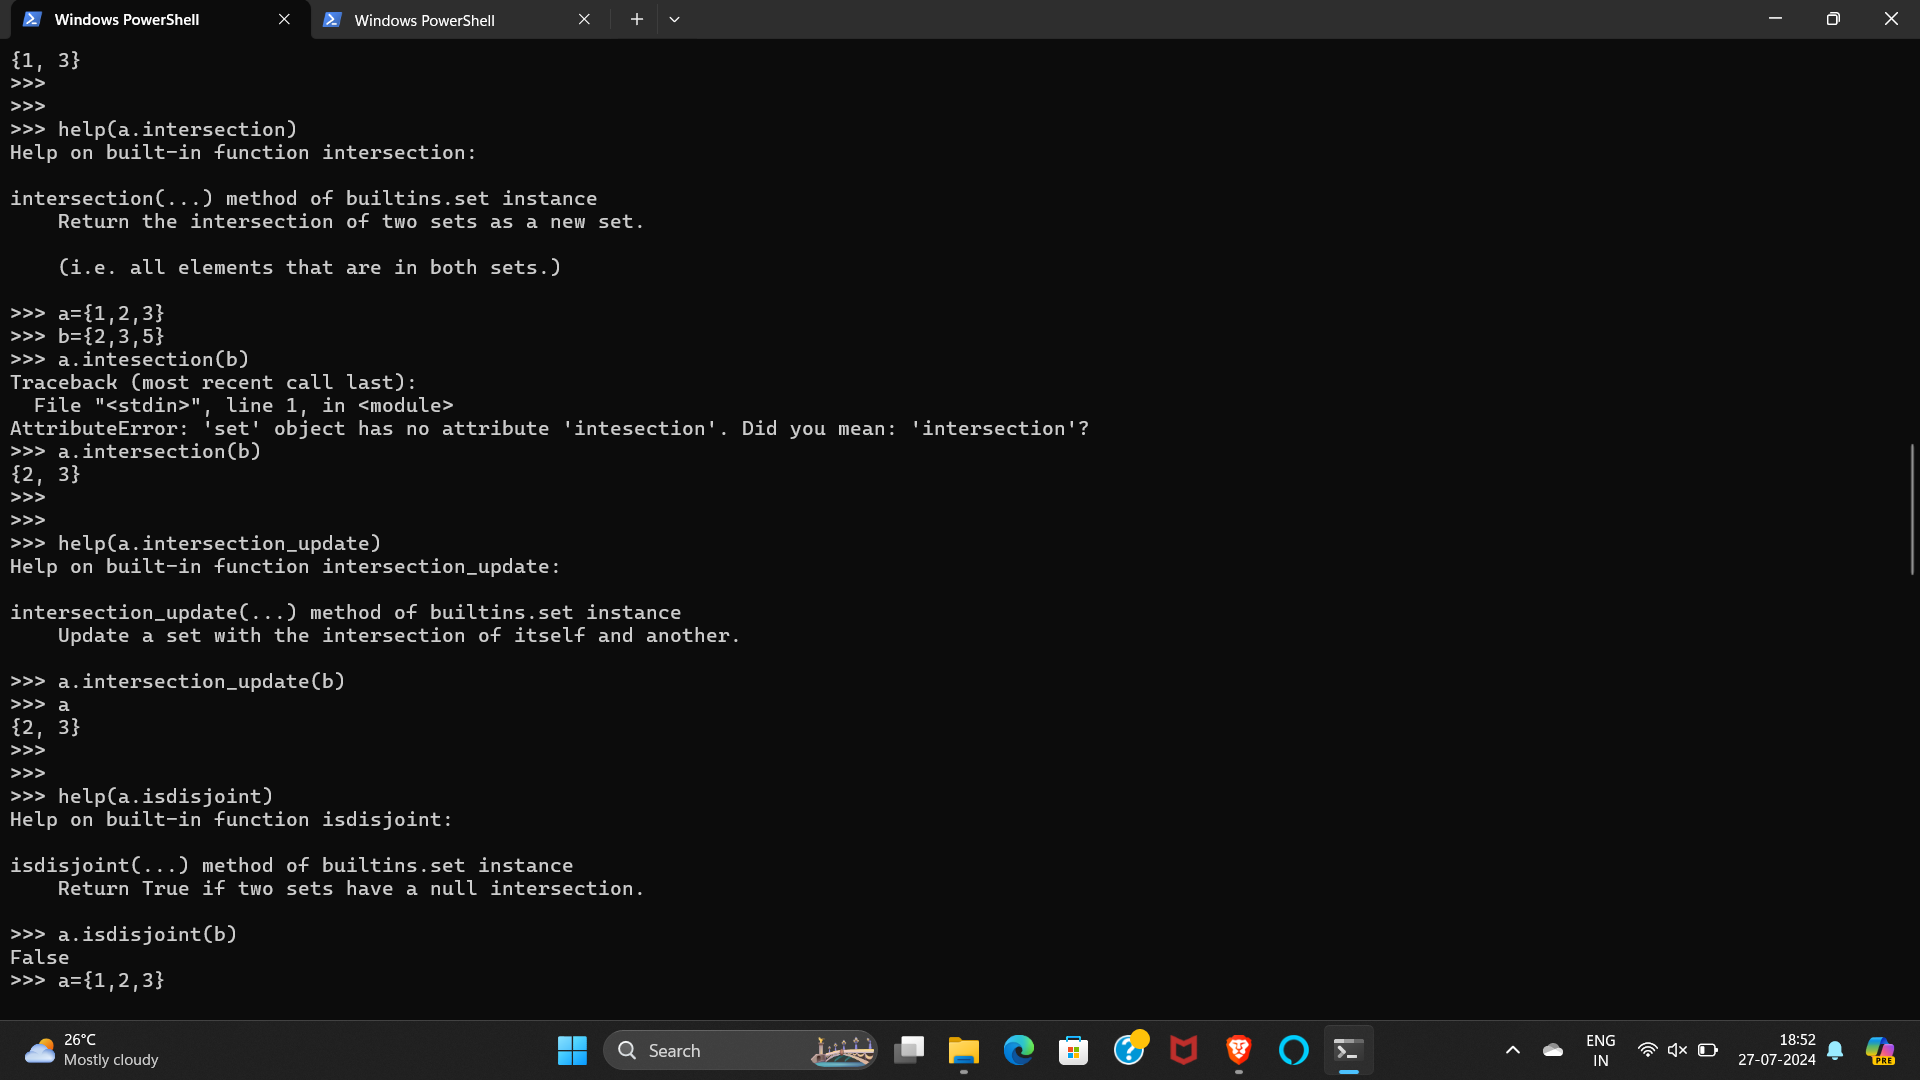 Windows PowerShell
Windows PowerShell
{1, 3}
>>>
>>>
>>> help(a.intersection)
Help on built-in function intersection:
intersection(...) method of builtins.set instance
    Return the intersection of two sets as a new set.
    (i.e. all elements that are in both sets.)
>>> a={1,2,3}
>>> b={2,3,5}
>>> a.intesection(b)
Traceback (most recent call last):
  File "<stdin>", line 1, in <module>
AttributeError: 'set' object has no attribute 'intesection'. Did you mean: 'intersection'?
>>> a.intersection(b)
{2, 3}
>>>
>>>
>>> help(a.intersection_update)
Help on built-in function intersection_update:
intersection_update(...) method of builtins.set instance
    Update a set with the intersection of itself and another.
>>> a.intersection_update(b)
>>> a
{2, 3}
>>>
>>>
>>> help(a.isdisjoint)
Help on built-in function isdisjoint:
isdisjoint(...) method of builtins.set instance
    Return True if two sets have a null intersection.
>>> a.isdisjoint(b)
False
>>> a={1,2,3}
26°C
Mostly cloudy
Search
ENG
IN
18:52
27-07-2024
PRE